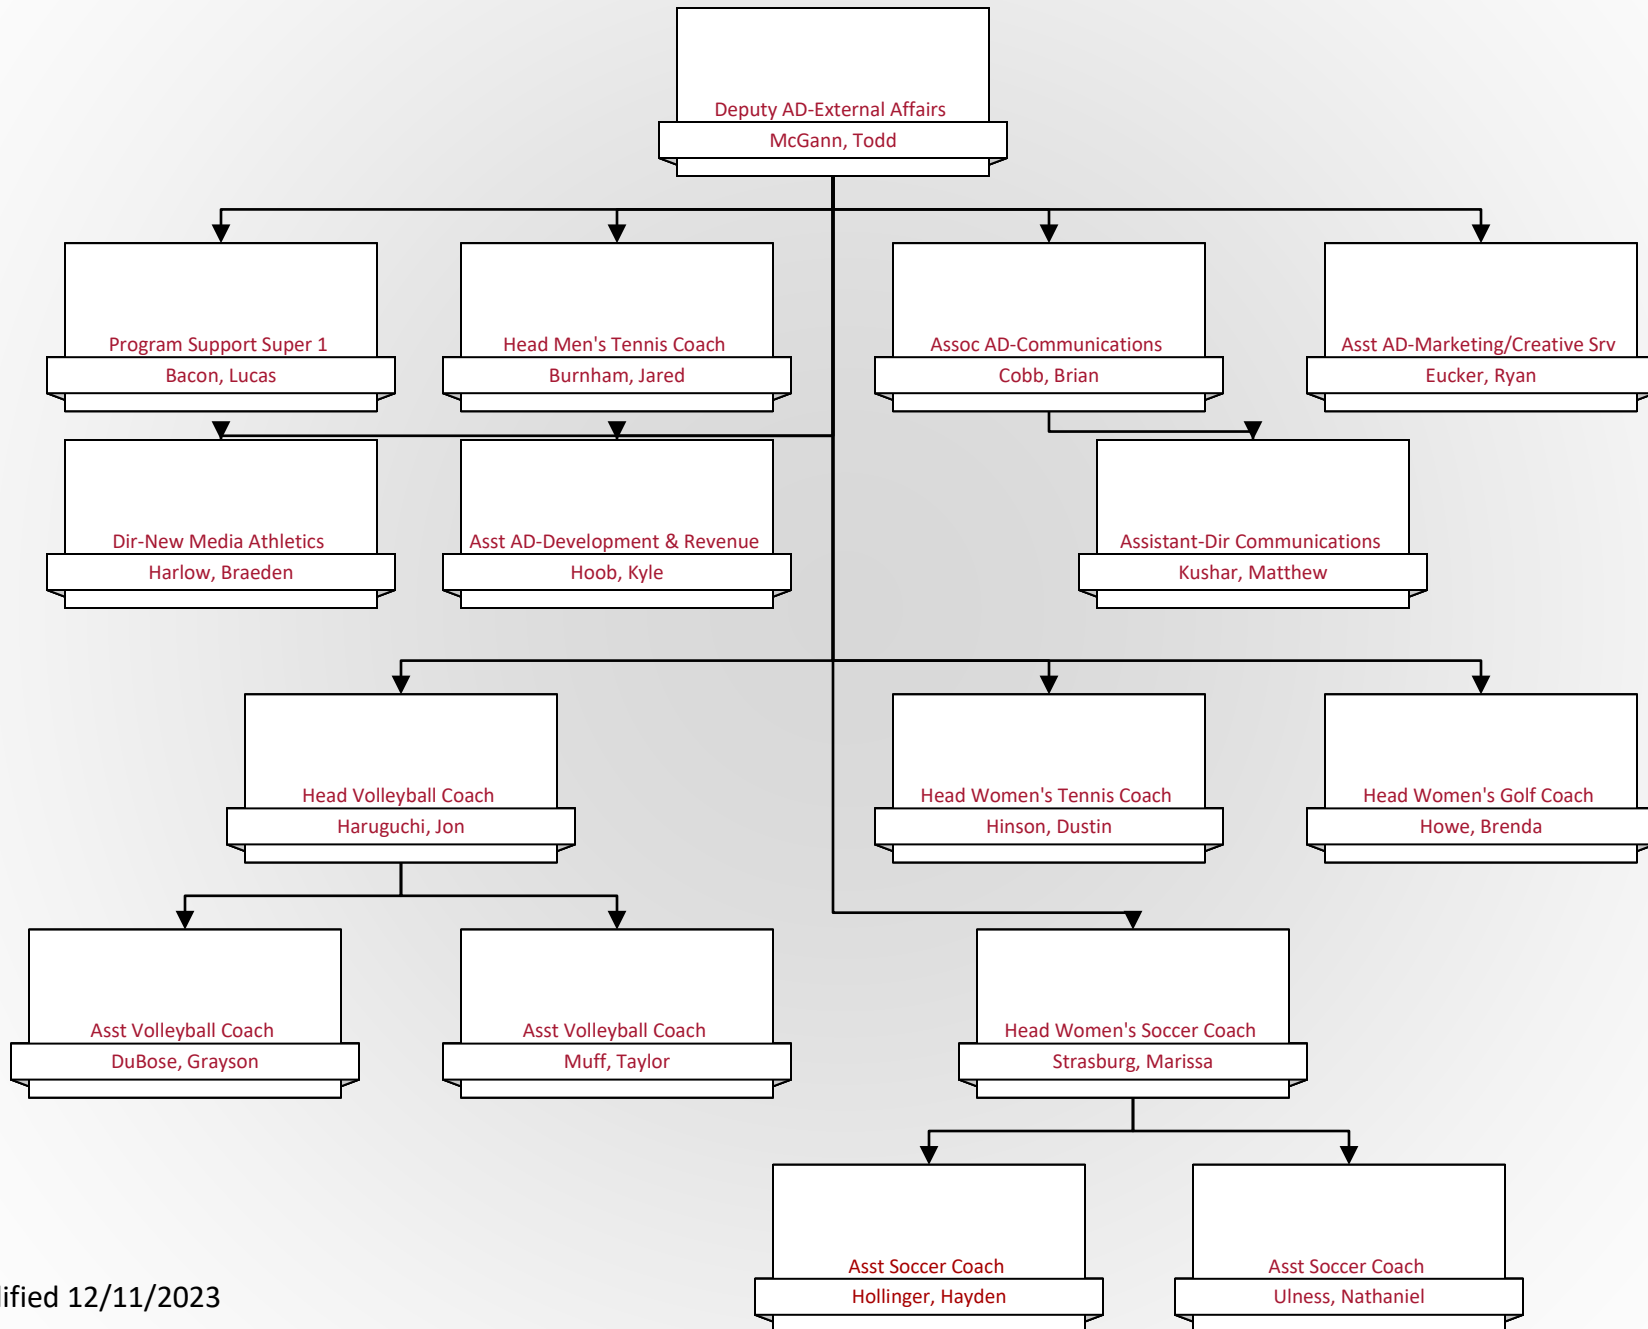 Deputy AD-External Affairs
McGann, Todd
Program Support Super 1
Bacon, Lucas
Head Men's Tennis Coach
Burnham, Jared
Assoc AD-Communications
Cobb, Brian
Asst AD-Marketing/Creative Srv
Eucker, Ryan
Dir-New Media Athletics
Harlow, Braeden
Asst AD-Development & Revenue
Hoob, Kyle
Assistant-Dir Communications
Kushar, Matthew
Head Volleyball Coach
Haruguchi, Jon
Head Women's Tennis Coach
Hinson, Dustin
Head Women's Golf Coach
Howe, Brenda
Asst Volleyball Coach
DuBose, Grayson
Asst Volleyball Coach
Muff, Taylor
Head Women's Soccer Coach
Strasburg, Marissa
Asst Soccer Coach
Hollinger, Hayden
Asst Soccer Coach
Ulness, Nathaniel
12/11/2023